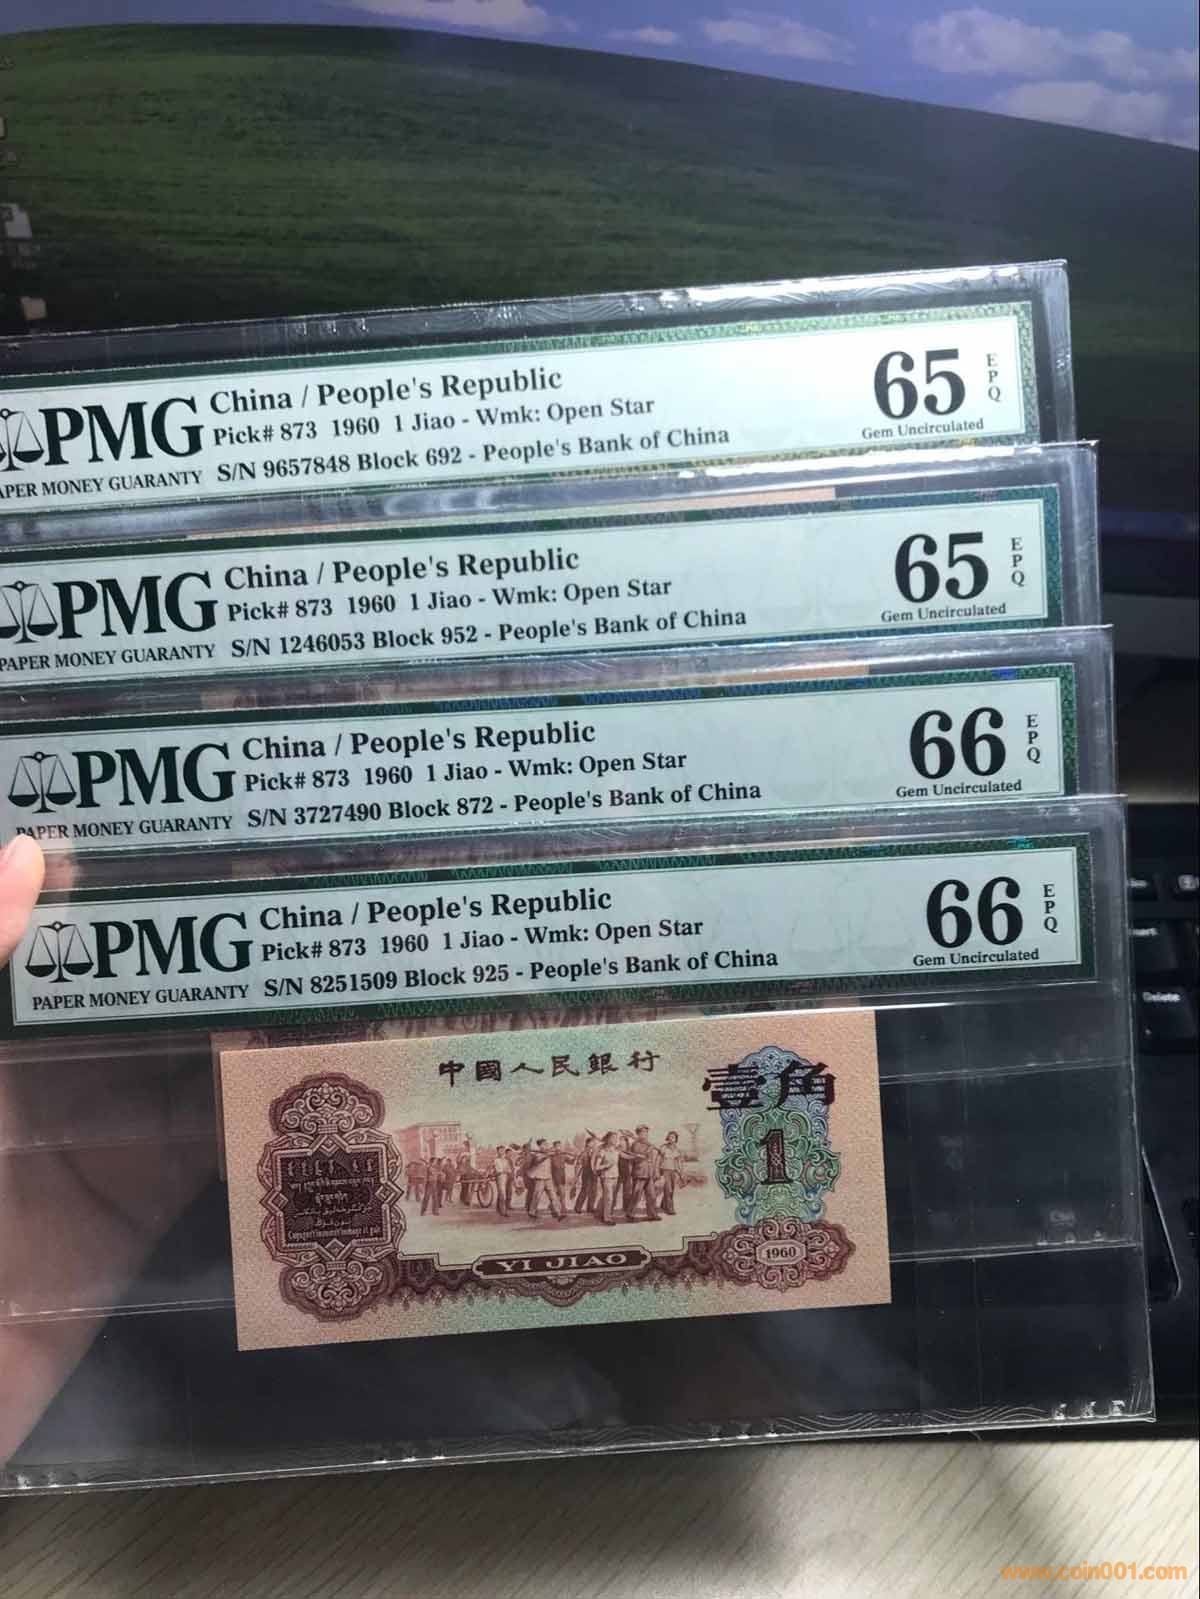 China / People's Republic
Pick# 873 1960 1 Jiao - Wmk: Open Star
S/N 9657848 Block 692 - People's Bank of China
PMG
PAPER MONEY GUARANTY
65
EPQ
Gem Uncirculated
China / People's Republic
Pick# 873 1960 1 Jiao - Wmk: Open Star
S/N 1246053 Block 952 - People's Bank of China
PMG
PAPER MONEY GUARANTY
65
EPQ
Gem Uncirculated
China / People's Republic
Pick# 873 1960 1 Jiao - Wmk: Open Star
S/N 3727490 Block 872 - People's Bank of China
PMG
PAPER MONEY GUARANTY
66
EPQ
Gem Uncirculated
China / People's Republic
Pick# 873 1960 1 Jiao - Wmk: Open Star
S/N 8251509 Block 925 - People's Bank of China
PMG
PAPER MONEY GUARANTY
66
EPQ
Gem Uncirculated
中國人民銀行
壹角
1
YI JIAO
1960
Delete
www.coin001.com